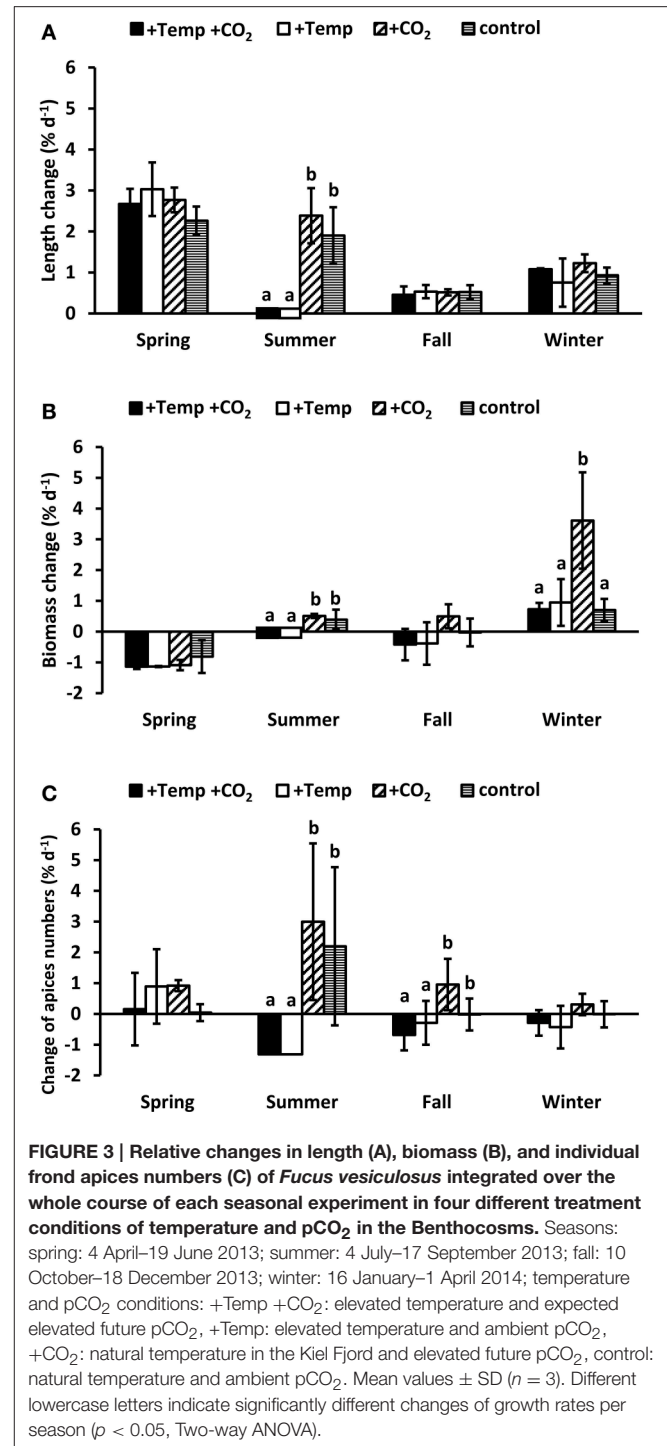 A
+Temp +CO₂ +Temp +CO₂ control
Length change (% d⁻¹)
6
5
4
3
2
1
0
a a b b
Spring Summer Fall Winter
B
+Temp +CO₂ +Temp +CO₂ control
Biomass change (% d⁻¹)
6
5
4
3
2
1
0
-1
-2
a a b b a a b a
Spring Summer Fall Winter
C
+Temp +CO₂ +Temp +CO₂ control
Change of apices numbers (% d⁻¹)
6
5
4
3
2
1
0
-1
-2
a a b b a a b b
Spring Summer Fall Winter
FIGURE 3 | Relative changes in length (A), biomass (B), and individual
frond apices numbers (C) of Fucus vesiculosus integrated over the
whole course of each seasonal experiment in four different treatment
conditions of temperature and pCO₂ in the Benthocosms. Seasons:
spring: 4 April–19 June 2013; summer: 4 July–17 September 2013; fall: 10
October–18 December 2013; winter: 16 January–1 April 2014; temperature
and pCO₂ conditions: +Temp +CO₂: elevated temperature and expected
elevated future pCO₂, +Temp: elevated temperature and ambient pCO₂,
+CO₂: natural temperature in the Kiel Fjord and elevated future pCO₂, control:
natural temperature and ambient pCO₂. Mean values ± SD (n = 3). Different
lowercase letters indicate significantly different changes of growth rates per
season (p < 0.05, Two-way ANOVA).